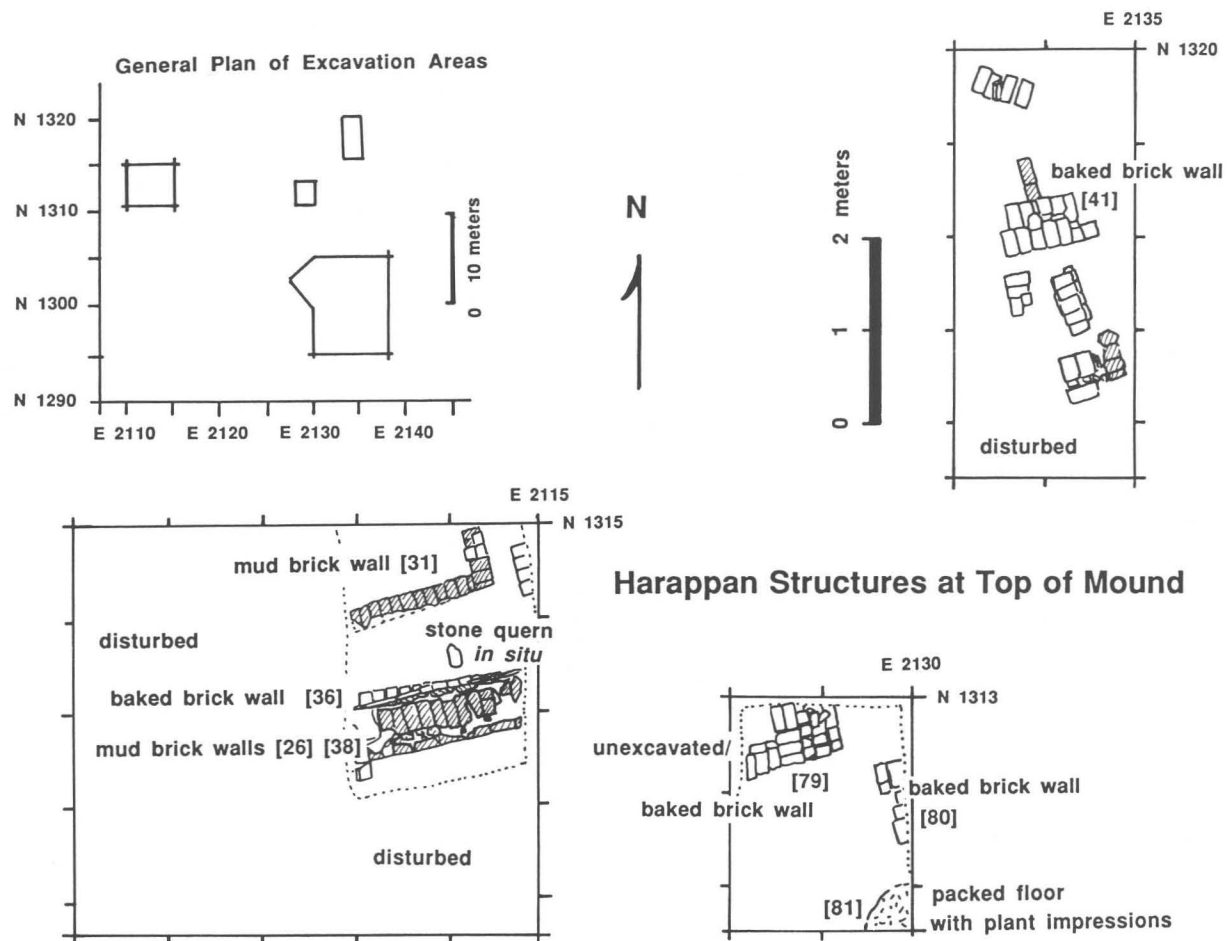 General Plan of Excavation Areas
N 1320
N 1310
N 1300
N 1290
E 2110 E 2120 E 2130 E 2140
0 10 meters
N
0 1 2 meters
E 2135
N 1320
baked brick wall
[41]
disturbed
E 2115
N 1315
mud brick wall [31]
disturbed
stone quern
in situ
baked brick wall [36]
mud brick walls [26] [38]
disturbed
Harappan Structures at Top of Mound
E 2130
N 1313
unexcavated
[79]
baked brick wall
baked brick wall
[80]
[81]
packed floor
with plant impressions